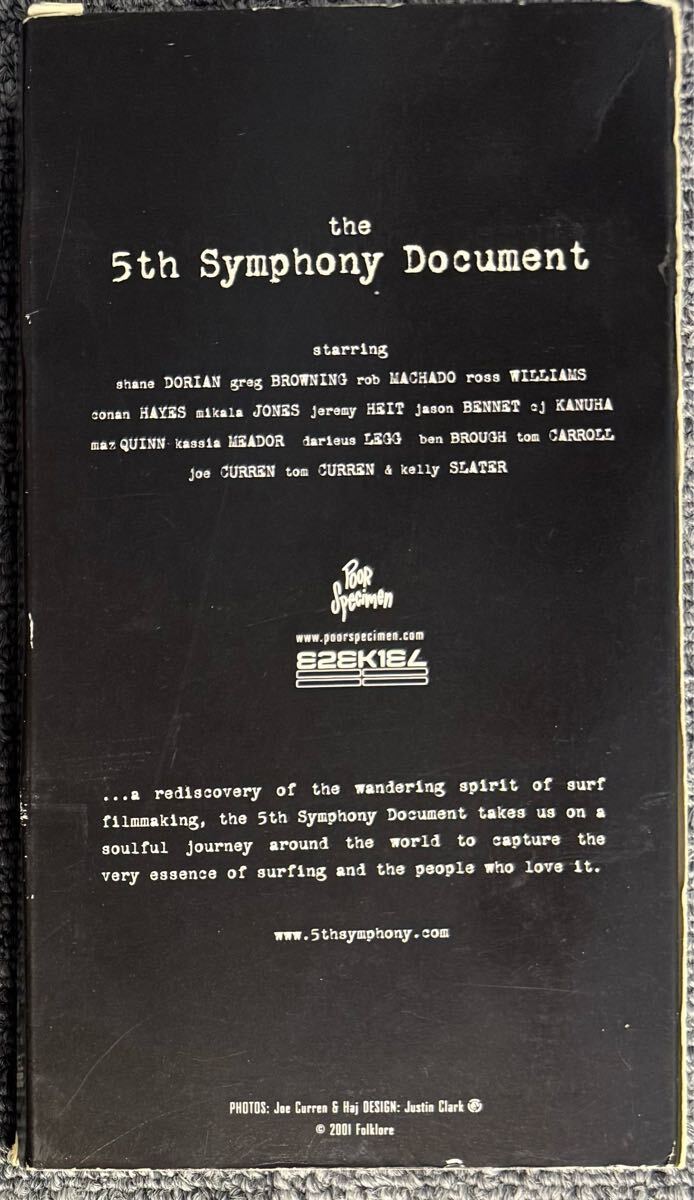 the
5th Symphony Document
starring
shane DORIAN greg BROWNING rob MACHADO ross WILLIAMS
conan HAYES mikala JONES jeremy HEIT jason BENNET cj KANUHA
maz QUINN kassia MEADOR darieus LEGG ben BROUGH tom CARROLL
joe CURREN tom CURREN & kelly SLATER
Poor
Specimen
www.poorspecimen.com
EZEKIEL
...a rediscovery of the wandering spirit of surf
filmmaking, the 5th Symphony Document takes us on a
soulful journey around the world to capture the
very essence of surfing and the people who love it.
www.5thsymphony.com
PHOTOS: Joe Curren & Haj DESIGN: Justin Clark
© 2001 Folklore